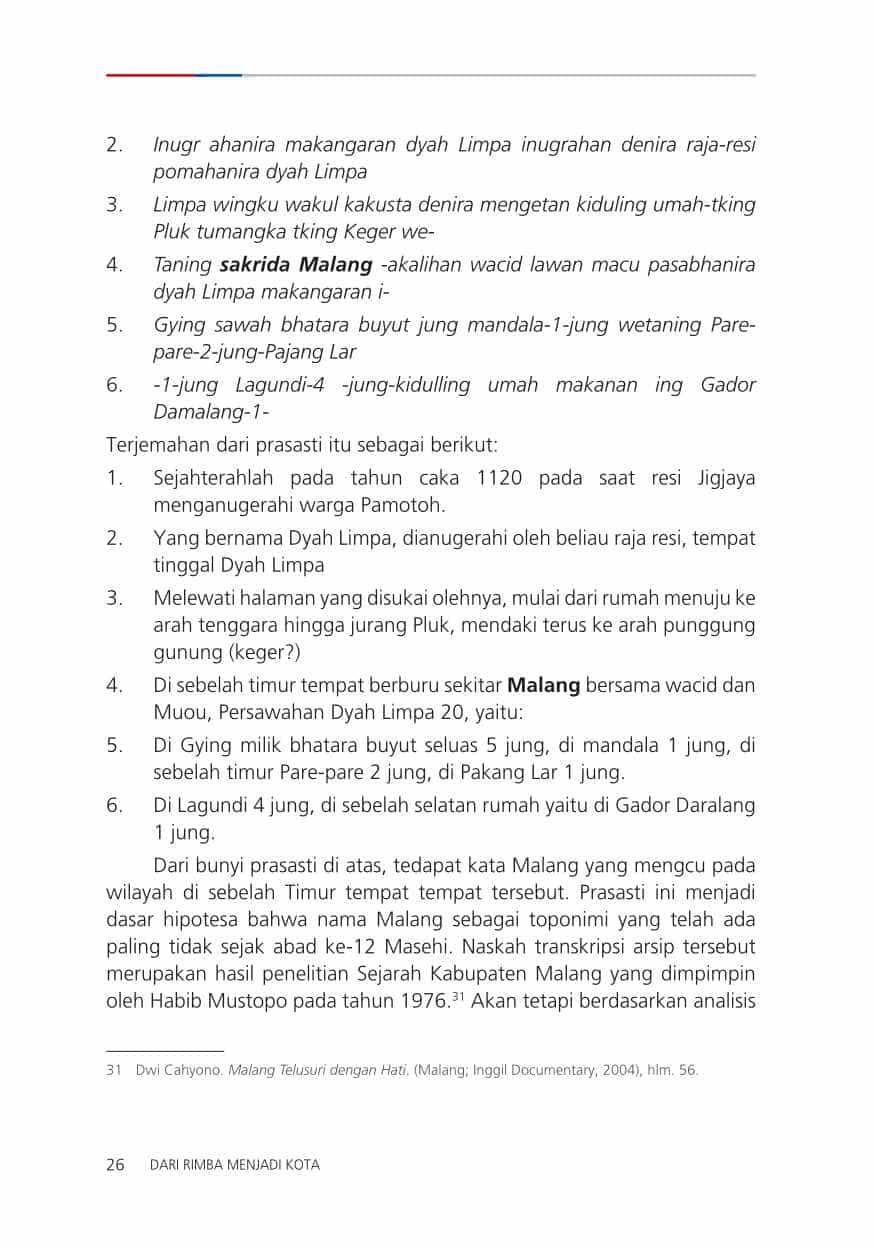 2. Inugr ahanira makangaran dyah Limpa inugrahan denira raja-resi
pomahanira dyah Limpa
3. Limpa wingku wakul kakusta denira mengetan kiduling umah-tking
Pluk tumangka tking Keger we-
4. Taning sakrida Malang -akalihan wacid lawan macu pasabhanira
dyah Limpa makangaran i-
5. Gying sawah bhatara buyut jung mandala-1-jung wetaning Pare-
pare-2-jung-Pajang Lar
6. -1-jung Lagundi-4 -jung-kidulling umah makanan ing Gador
Damalang-1-
Terjemahan dari prasasti itu sebagai berikut:
1. Sejahterahlah pada tahun caka 1120 pada saat resi Jigjaya
menganugerahi warga Pamotoh.
2. Yang bernama Dyah Limpa, dianugerahi oleh beliau raja resi, tempat
tinggal Dyah Limpa
3. Melewati halaman yang disukai olehnya, mulai dari rumah menuju ke
arah tenggara hingga jurang Pluk, mendaki terus ke arah punggung
gunung (keger?)
4. Di sebelah timur tempat berburu sekitar Malang bersama wacid dan
Muou, Persawahan Dyah Limpa 20, yaitu:
5. Di Gying milik bhatara buyut seluas 5 jung, di mandala 1 jung, di
sebelah timur Pare-pare 2 jung, di Pakang Lar 1 jung.
6. Di Lagundi 4 jung, di sebelah selatan rumah yaitu di Gador Daralang
1 jung.
Dari bunyi prasasti di atas, tedapat kata Malang yang mengcu pada
wilayah di sebelah Timur tempat tempat tersebut. Prasasti ini menjadi
dasar hipotesa bahwa nama Malang sebagai toponimi yang telah ada
paling tidak sejak abad ke-12 Masehi. Naskah transkripsi arsip tersebut
merupakan hasil penelitian Sejarah Kabupaten Malang yang dimpimpin
oleh Habib Mustopo pada tahun 1976.31 Akan tetapi berdasarkan analisis
31 Dwi Cahyono. Malang Telusuri dengan Hati. (Malang; Inggil Documentary, 2004), hlm. 56.
26 DARI RIMBA MENJADI KOTA